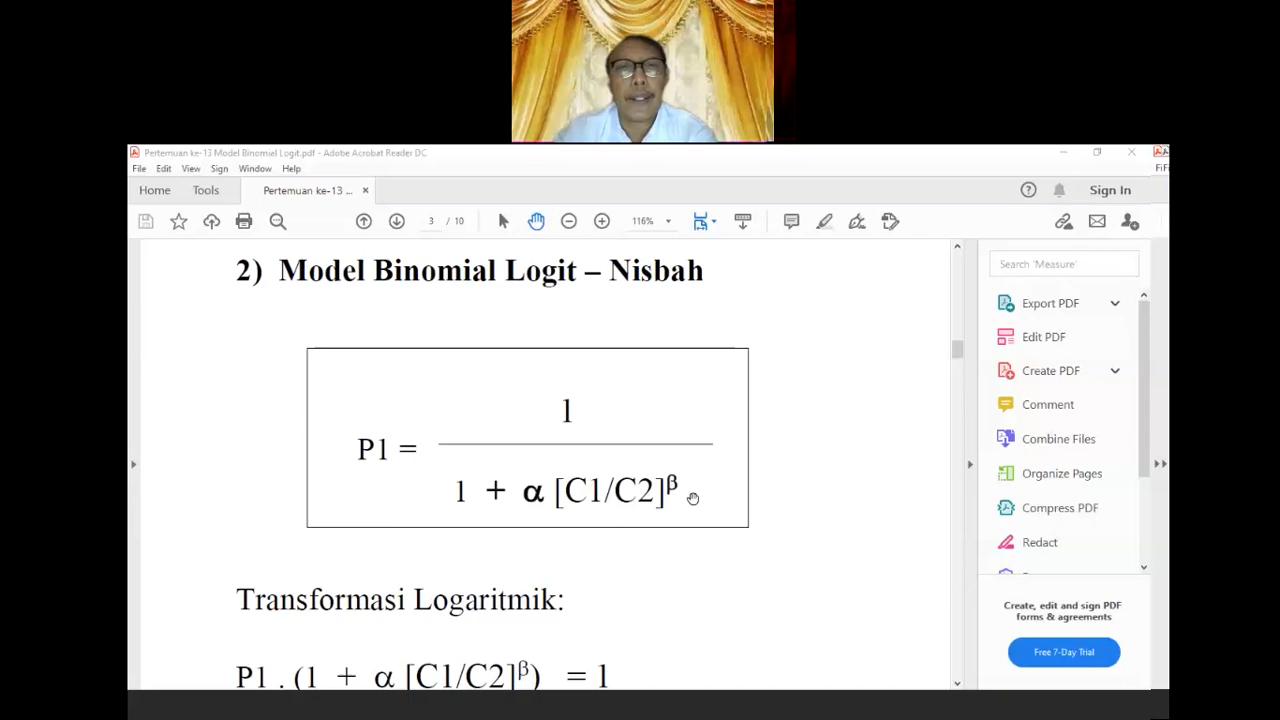 Pertemuan ke-13 Model Binomial Logit.pdf - Adobe Acrobat Reader DC
File Edit View Sign Window Help
FiFi
Home Tools Pertemuan ke-13 ... × Sign In
3 / 10 116%
2) Model Binomial Logit – Nisbah
1
P1 =
1 + α [C1/C2]^β
Transformasi Logaritmik:
P1 . (1 + α [C1/C2]^β) = 1
Search 'Measure'
Export PDF
Edit PDF
Create PDF
Comment
Combine Files
Organize Pages
Compress PDF
Redact
Create, edit and sign PDF
forms & agreements
Free 7-Day Trial